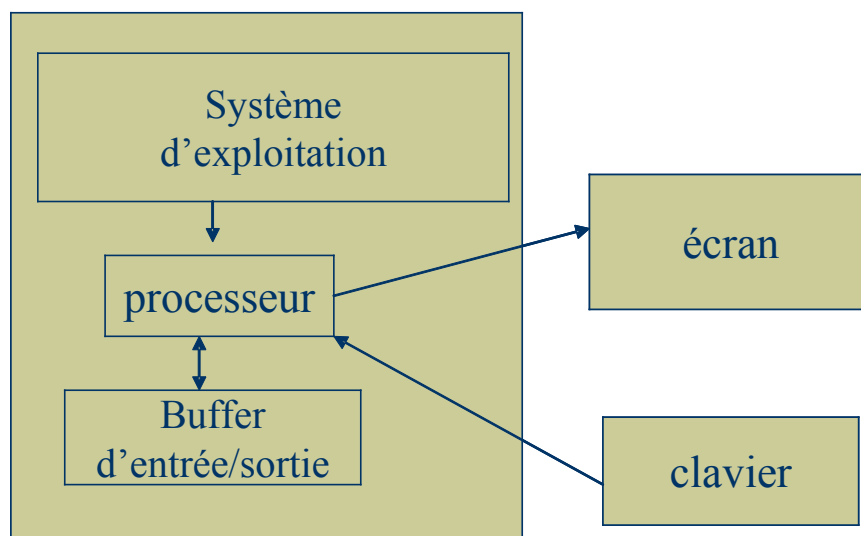 Système
d’exploitation
processeur
Buffer
d’entrée/sortie
écran
clavier